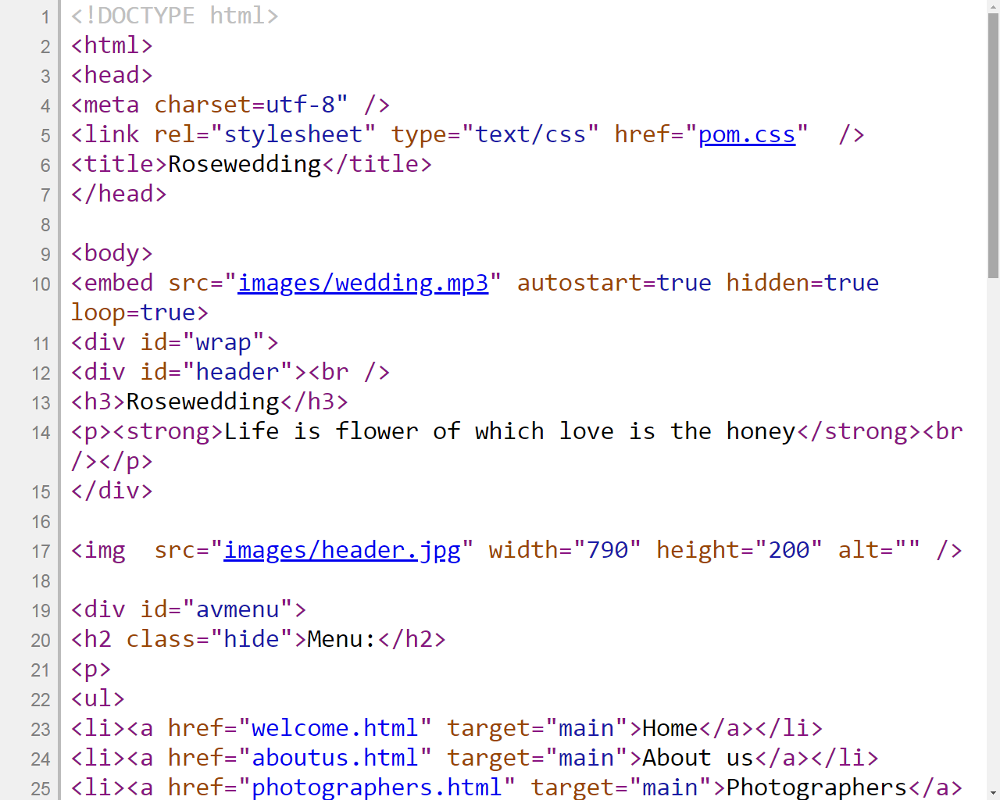 1 <!DOCTYPE html>
2 <html>
3 <head>
4 <meta charset=utf-8" />
5 <link rel="stylesheet" type="text/css" href="pom.css"  />
6 <title>Rosewedding</title>
7 </head>
8
9 <body>
10 <embed src="images/wedding.mp3" autostart=true hidden=true
loop=true>
11 <div id="wrap">
12 <div id="header"><br />
13 <h3>Rosewedding</h3>
14 <p><strong>Life is flower of which love is the honey</strong><br
/></p>
15 </div>
16
17 <img  src="images/header.jpg" width="790" height="200" alt="" />
18
19 <div id="avmenu">
20 <h2 class="hide">Menu:</h2>
21 <p>
22 <ul>
23 <li><a href="welcome.html" target="main">Home</a></li>
24 <li><a href="aboutus.html" target="main">About us</a></li>
25 <li><a href="photographers.html" target="main">Photographers</a>